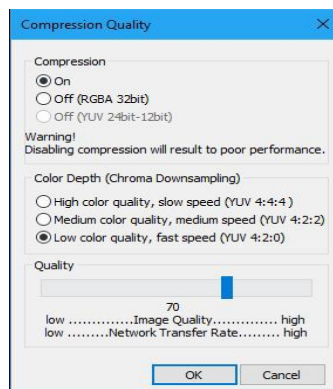 Compression Quality
Compression
On
Off (RGBA 32bit)
Off (YUV 24bit-12bit)
Warning!
Disabling compression will result to poor performance.
Color Depth (Chroma Downsampling)
High color quality, slow speed (YUV 4:4:4 )
Medium color quality, medium speed (YUV 4:2:2)
Low color quality, fast speed (YUV 4:2:0)
Quality
70
low ..............Image Quality.............. high
low .........Network Transfer Rate......... high
OK Cancel